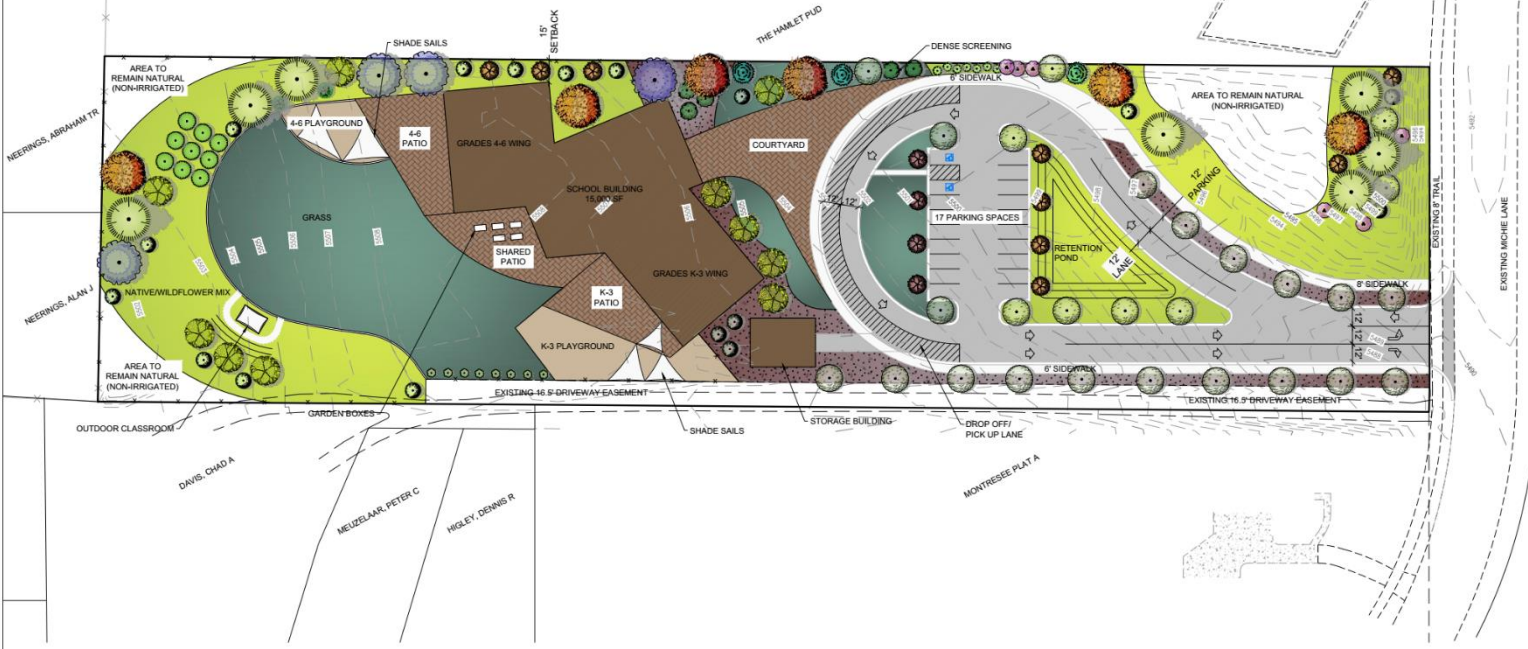 THE HAMLET PUD
15'
SETBACK
SHADE SAILS
DENSE SCREENING
6' SIDEWALK
AREA TO
REMAIN NATURAL
(NON-IRRIGATED)
AREA TO
REMAIN NATURAL
(NON-IRRIGATED)
NEERINGS, ABRAHAM TR
4-6 PLAYGROUND
4-6
PATIO
GRADES 4-6 WING
COURTYARD
SCHOOL BUILDING
15,000 SF
12'
PARKING
GRASS
17 PARKING SPACES
EXISTING 8' TRAIL
EXISTING MICHIE LANE
SHARED
PATIO
RETENTION
POND
12'
LANE
GRADES K-3 WING
NEERINGS, ALAN J
NATIVE/WILDFLOWER MIX
K-3
PATIO
8' SIDEWALK
12'
12'
12'
K-3 PLAYGROUND
AREA TO
REMAIN NATURAL
(NON-IRRIGATED)
6' SIDEWALK
EXISTING 16.5' DRIVEWAY EASEMENT
EXISTING 16.5' DRIVEWAY EASEMENT
GARDEN BOXES
OUTDOOR CLASSROOM
SHADE SAILS
STORAGE BUILDING
DROP OFF/
PICK UP LANE
DAVIS, CHAD A
MEUZELAAR, PETER C
HIGLEY, DENNIS R
MONTRESEE PLAT A